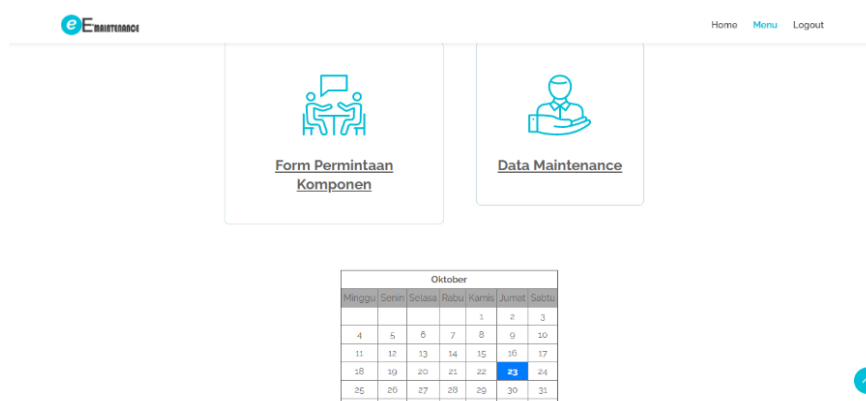 e E-MAINTENANCE
Home Menu Logout
Form Permintaan
Komponen
Data Maintenance
Oktober
Minggu Senin Selasa Rabu Kamis Jumat Sabtu
1 2 3
4 5 6 7 8 9 10
11 12 13 14 15 16 17
18 19 20 21 22 23 24
25 26 27 28 29 30 31